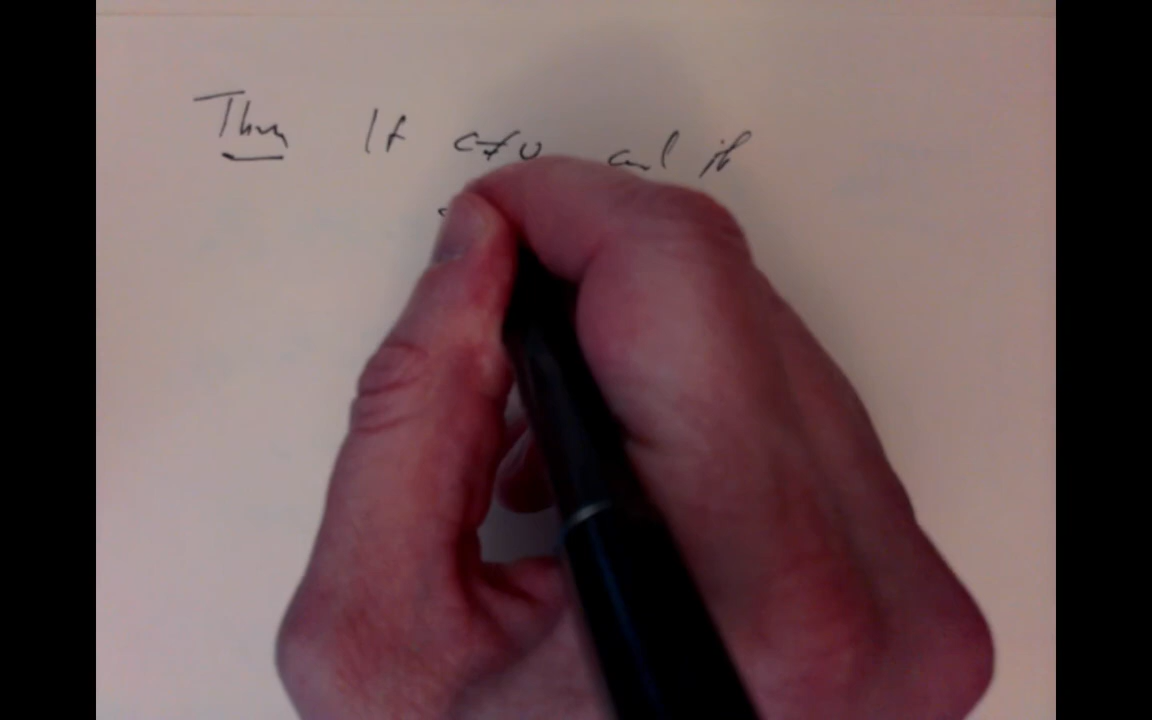 Thm If c≠0 and if